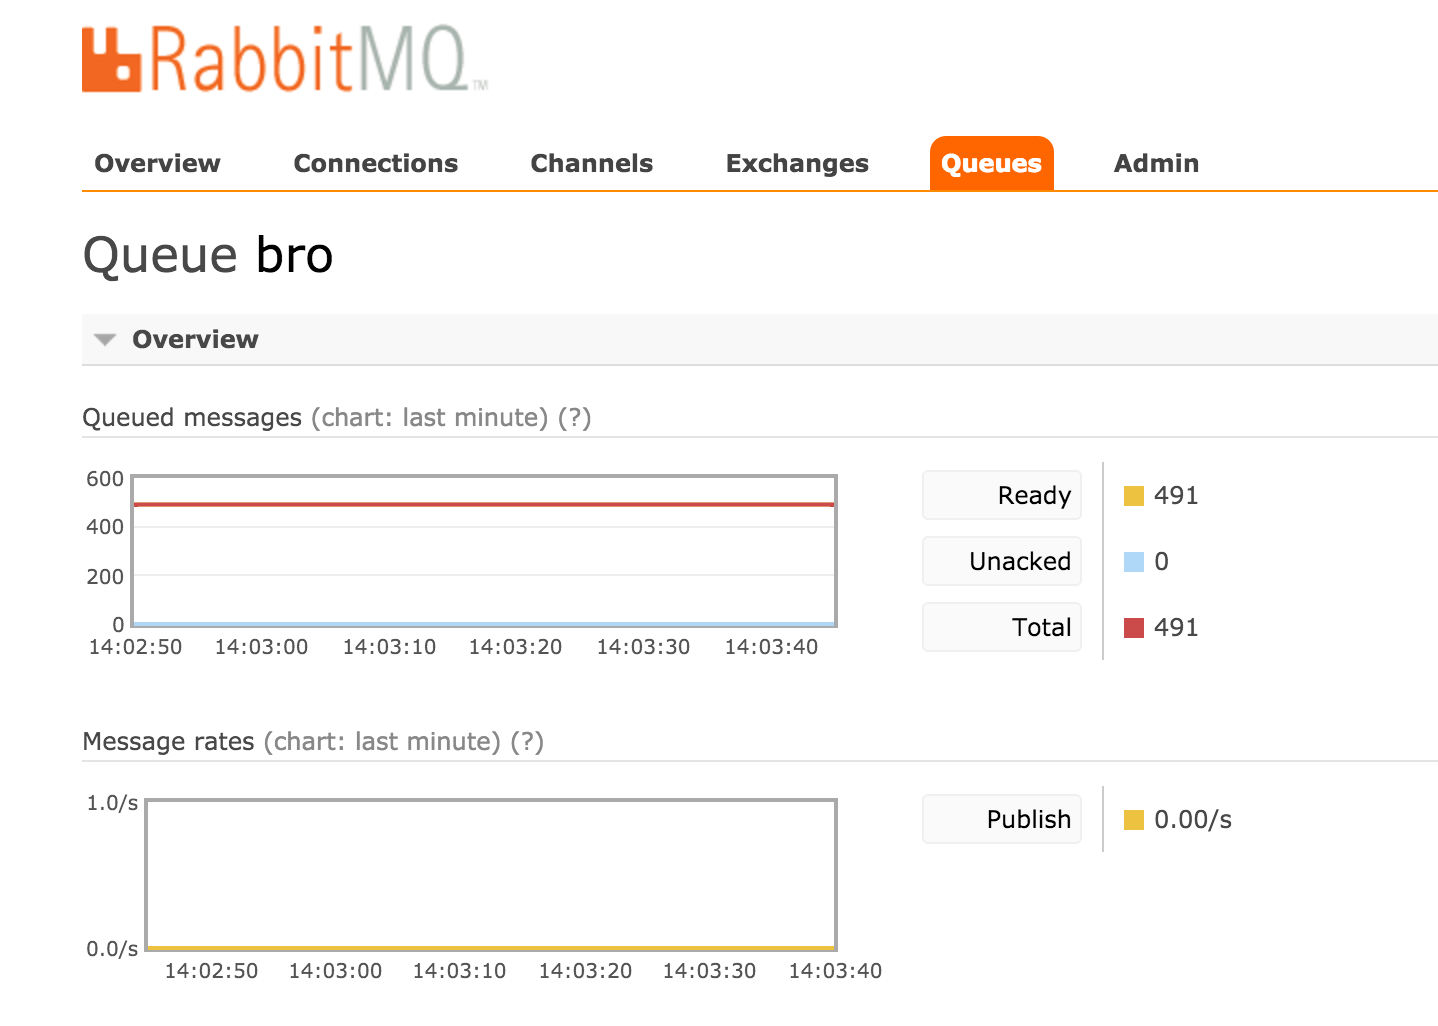 RabbitMQ™
Overview Connections Channels Exchanges Queues Admin
Queue bro
Overview
Queued messages (chart: last minute) (?)
600
400
200
0
14:02:50 14:03:00 14:03:10 14:03:20 14:03:30 14:03:40
Ready 491
Unacked 0
Total 491
Message rates (chart: last minute) (?)
1.0/s
0.0/s
14:02:50 14:03:00 14:03:10 14:03:20 14:03:30 14:03:40
Publish 0.00/s